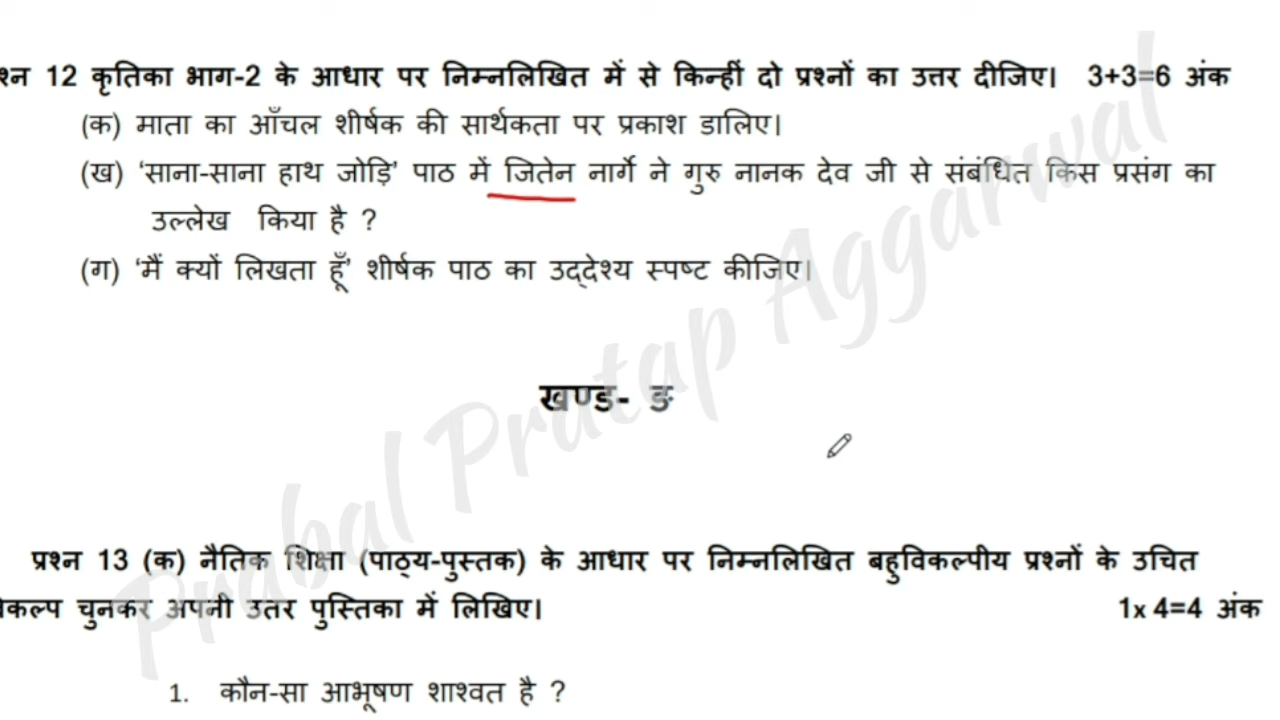 श्न 12 कृतिका भाग-2 के आधार पर निम्नलिखित में से किन्हीं दो प्रश्नों का उत्तर दीजिए। 3+3=6 अंक
(क) माता का आँचल शीर्षक की सार्थकता पर प्रकाश डालिए।
(ख) ‘साना-साना हाथ जोड़ि’ पाठ में जितेन नार्गे ने गुरु नानक देव जी से संबंधित किस प्रसंग का
उल्लेख किया है ?
(ग) ‘मैं क्यों लिखता हूँ’ शीर्षक पाठ का उद्देश्य स्पष्ट कीजिए।
खण्ड- ङ
प्रश्न 13 (क) नैतिक शिक्षा (पाठ्य-पुस्तक) के आधार पर निम्नलिखित बहुविकल्पीय प्रश्नों के उचित
विकल्प चुनकर अपनी उतर पुस्तिका में लिखिए। 1x 4=4 अंक
1. कौन-सा आभूषण शाश्वत है ?
Prabal Pratap Aggarwal